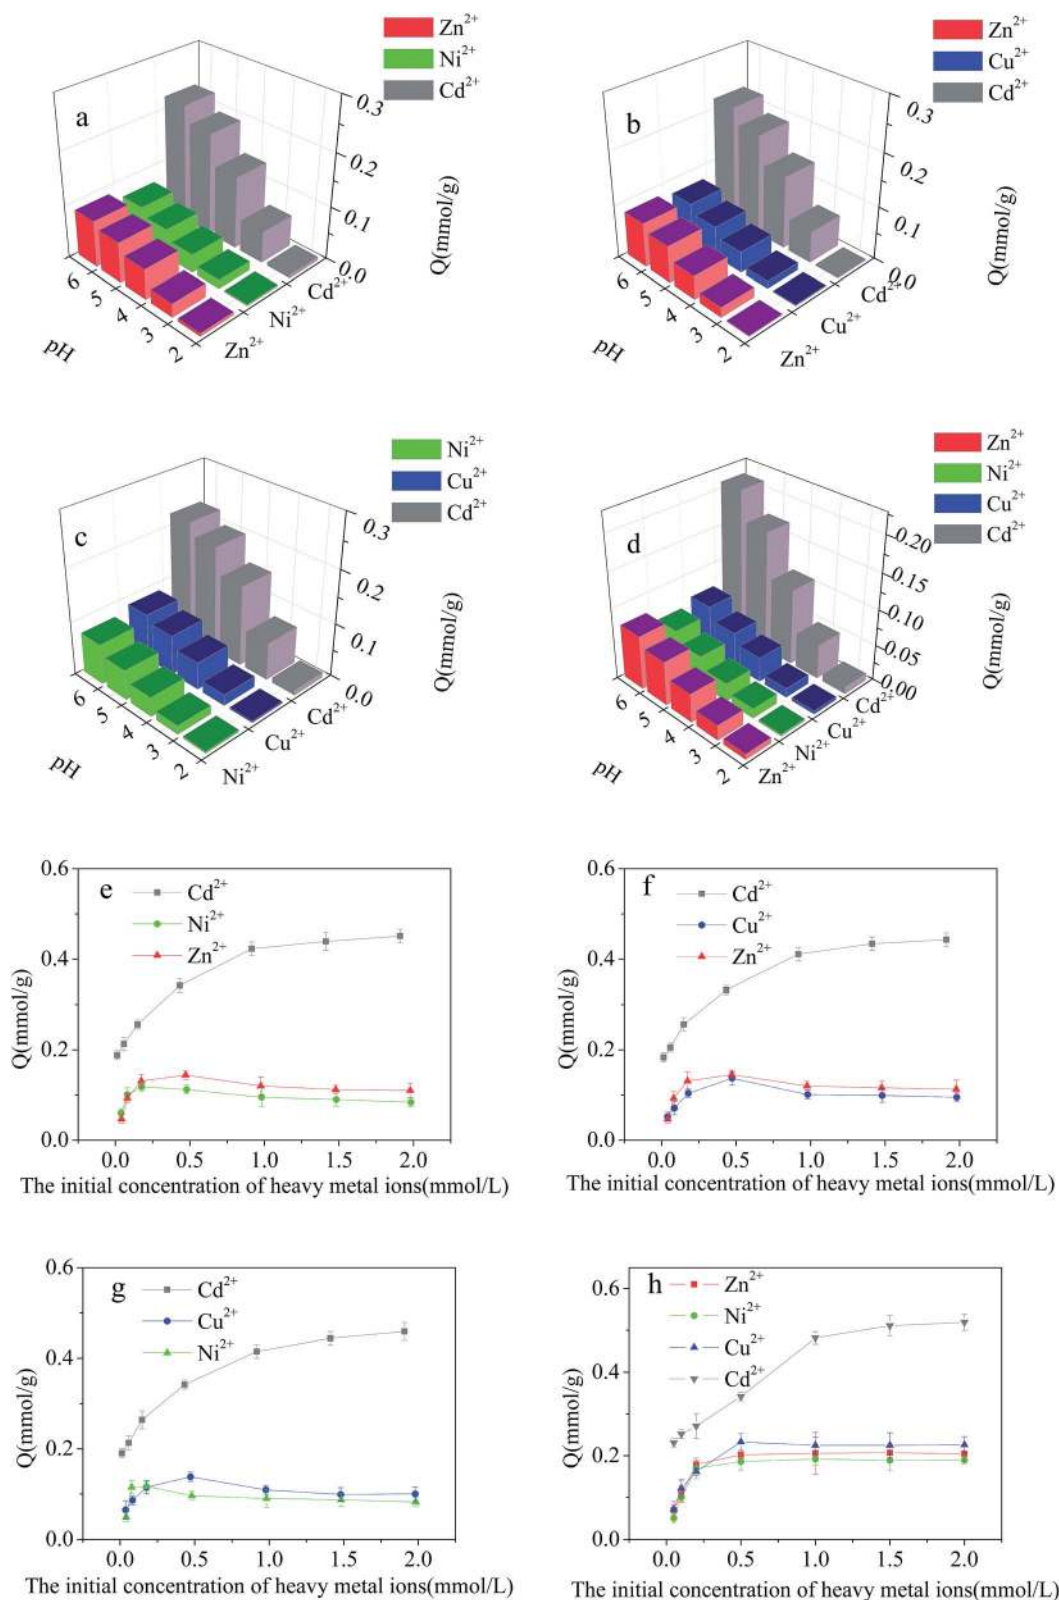 a
Zn²⁺
Ni²⁺
Cd²⁺
0.3
0.2
0.1
0.0
Q(mmol/g)
6
5
4
3
2
pH
Cd²⁺
Ni²⁺
Zn²⁺
b
Zn²⁺
Cu²⁺
Cd²⁺
0.3
0.2
0.1
0.0
Q(mmol/g)
6
5
4
3
2
pH
Cd²⁺
Cu²⁺
Zn²⁺
c
Ni²⁺
Cu²⁺
Cd²⁺
0.3
0.2
0.1
0.0
Q(mmol/g)
6
5
4
3
2
pH
Cd²⁺
Cu²⁺
Ni²⁺
d
Zn²⁺
Ni²⁺
Cu²⁺
Cd²⁺
0.20
0.15
0.10
0.05
0.00
Q(mmol/g)
6
5
4
3
2
pH
Cd²⁺
Cu²⁺
Ni²⁺
Zn²⁺
e
Cd²⁺
Ni²⁺
Zn²⁺
0.6
0.4
0.2
0.0
Q(mmol/g)
0.0 0.5 1.0 1.5 2.0
The initial concentration of heavy metal ions(mmol/L)
f
Cd²⁺
Cu²⁺
Zn²⁺
0.6
0.4
0.2
0.0
Q(mmol/g)
0.0 0.5 1.0 1.5 2.0
The initial concentration of heavy metal ions(mmol/L)
g
Cd²⁺
Cu²⁺
Ni²⁺
0.6
0.4
0.2
0.0
Q(mmol/g)
0.0 0.5 1.0 1.5 2.0
The initial concentration of heavy metal ions(mmol/L)
h
Zn²⁺
Ni²⁺
Cu²⁺
Cd²⁺
0.6
0.4
0.2
0.0
Q(mmol/g)
0.0 0.5 1.0 1.5 2.0
The initial concentration of heavy metal ions(mmol/L)